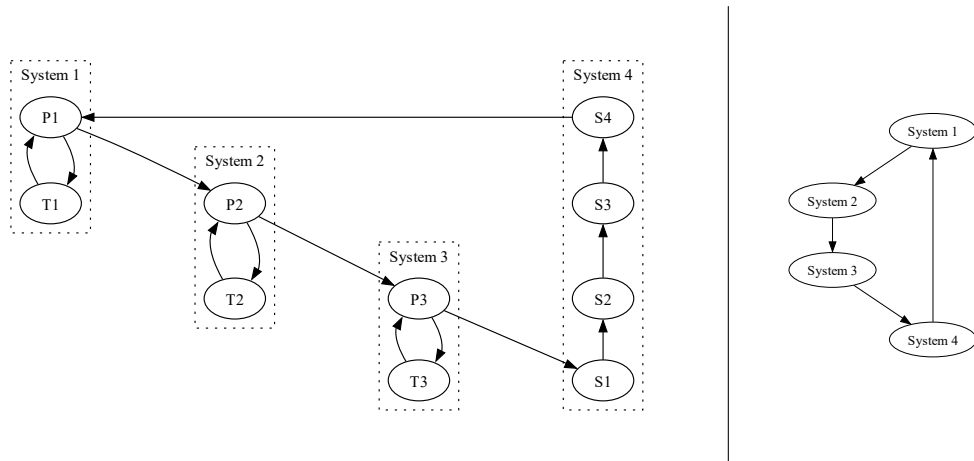 System 1
P1
T1
System 2
P2
T2
System 3
P3
T3
System 4
S4
S3
S2
S1
System 1
System 2
System 3
System 4